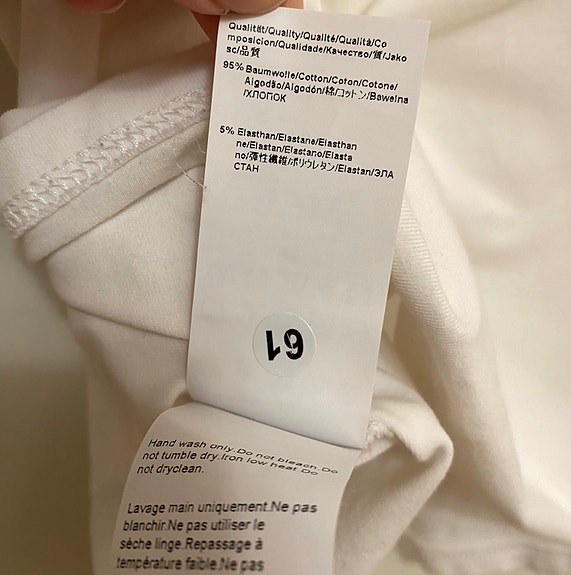 Qualität/Quality/Qualité/Qualità/Co
mposicion/Qualidade/Качество/質/Jako
sc/品質
95% Baumwolle/Cotton/Coton/Cotone/
Algodão/Algodón/綿/コットン/Bawełna
/ХЛОПОК
5% Elasthan/Elastane/Elasthan
ne/Elastan/Elastano/Elasta
no/彈性纖維/ポリウレタン/Elastan/ЭЛА
СТАН
61
Hand wash only.Do not bleach.Do
not tumble dry.Iron low heat.Do
not dryclean.
Lavage main uniquement.Ne pas
blanchir.Ne pas utiliser le
sèche linge.Repassage à
température faible.Ne pas